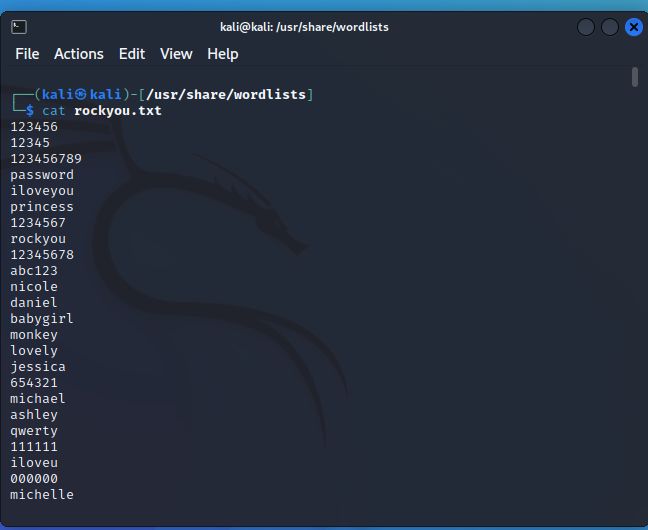 kali@kali: /usr/share/wordlists
File Actions Edit View Help
┌──(kali㉿kali)-[/usr/share/wordlists]
└─$ cat rockyou.txt
123456
12345
123456789
password
iloveyou
princess
1234567
rockyou
12345678
abc123
nicole
daniel
babygirl
monkey
lovely
jessica
654321
michael
ashley
qwerty
111111
iloveu
000000
michelle